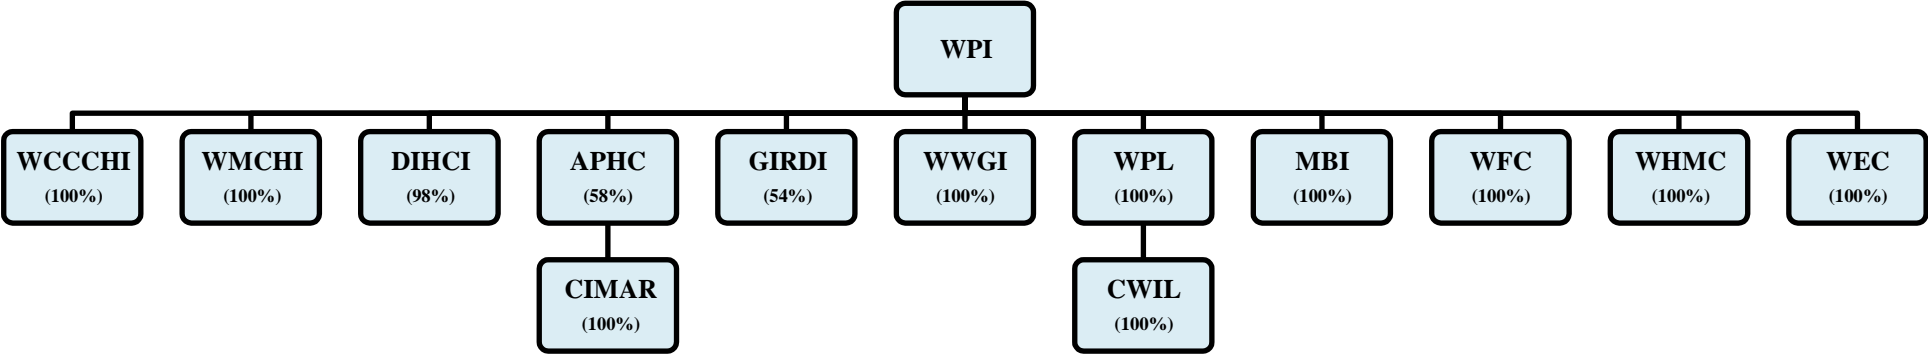 WPI
WCCCHI
(100%)
WMCHI
(100%)
DIHCI
(98%)
APHC
(58%)
GIRDI
(54%)
WWGI
(100%)
WPL
(100%)
MBI
(100%)
WFC
(100%)
WHMC
(100%)
WEC
(100%)
CIMAR
(100%)
CWIL
(100%)